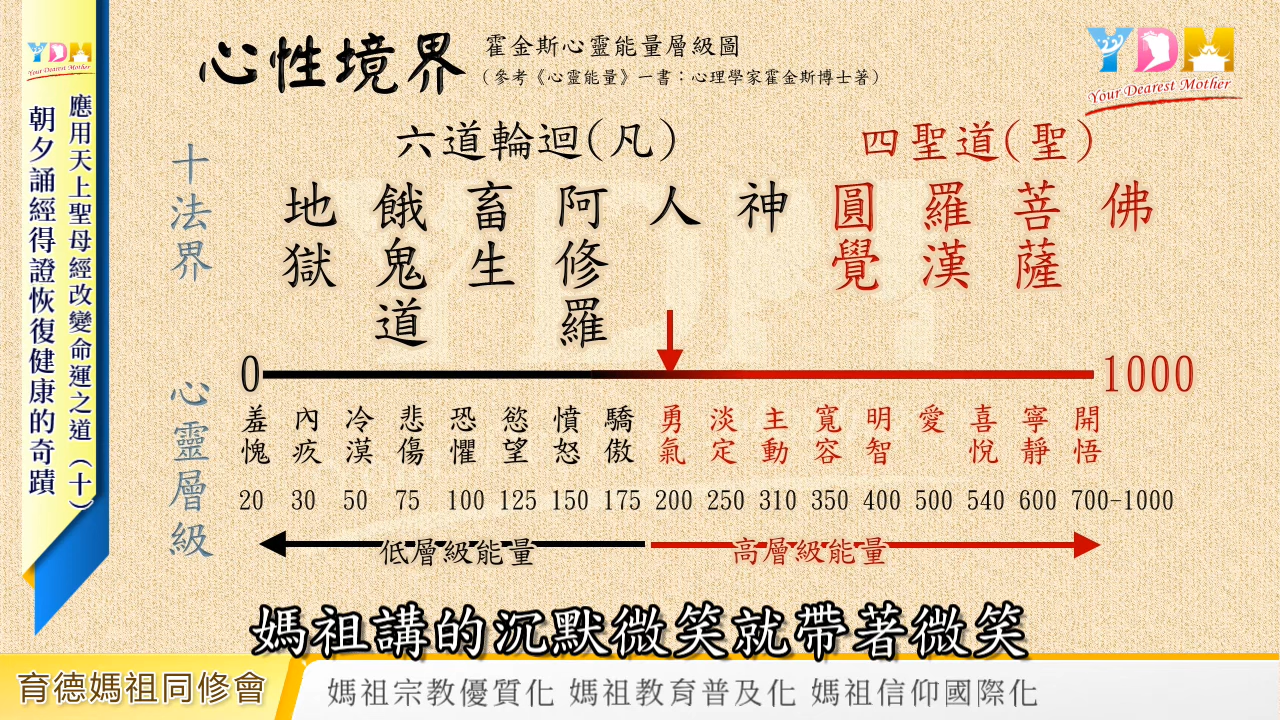 YDM
Your Dearest Mother
應用天上聖母經改變命運之道（十）
朝夕誦經得證恢復健康的奇蹟
心性境界
霍金斯心靈能量層級圖
（參考《心靈能量》一書：心理學家霍金斯博士著）
YDM
Your Dearest Mother
十法界
六道輪迴(凡)
四聖道(聖)
地獄
餓鬼道
畜生
阿修羅
人
神
圓覺
羅漢
菩薩
佛
0
1000
心靈層級
羞愧
內疚
冷漠
悲傷
恐懼
慾望
憤怒
驕傲
勇氣
淡定
主動
寬容
明智
愛
喜悅
寧靜
開悟
20 30 50 75 100 125 150 175 200 250 310 350 400 500 540 600 700-1000
低層級能量
高層級能量
媽祖講的沉默微笑就帶著微笑
育德媽祖同修會
媽祖宗教優質化 媽祖教育普及化 媽祖信仰國際化